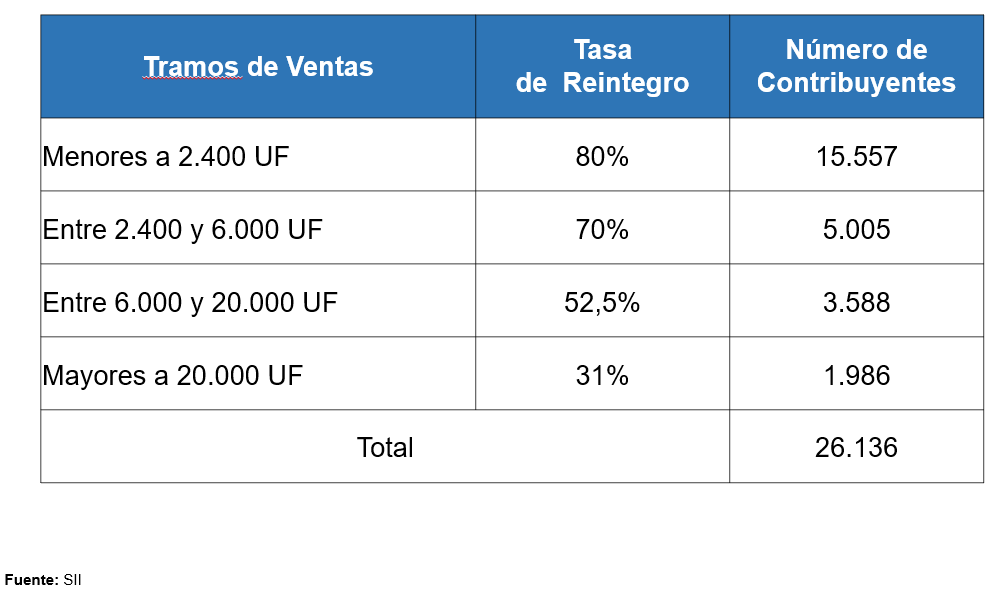 Tramos de Ventas
Tasa
de Reintegro
Número de
Contribuyentes
Menores a 2.400 UF
80%
15.557
Entre 2.400 y 6.000 UF
70%
5.005
Entre 6.000 y 20.000 UF
52,5%
3.588
Mayores a 20.000 UF
31%
1.986
Total
26.136
Fuente: SII